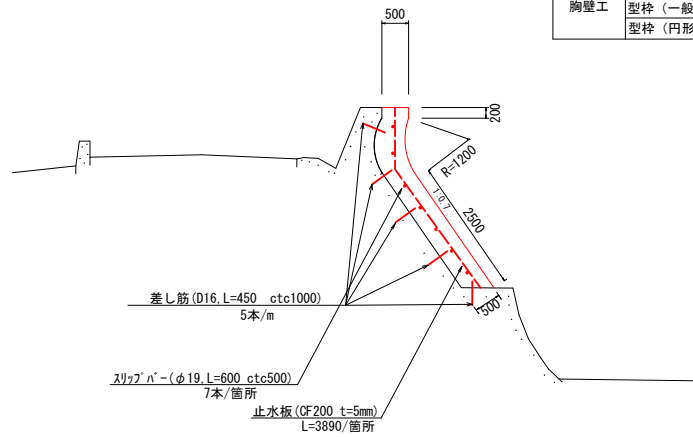 胸壁工
型枠（一般
型枠（円形
500
200
R=1200
1:0.7
2500
500
差し筋(D16,L=450 ctc1000)
5本/m
ｽﾘｯﾌﾟﾊﾞｰ(φ19,L=600 ctc500)
7本/箇所
止水板(CF200 t=5mm)
L=3890/箇所